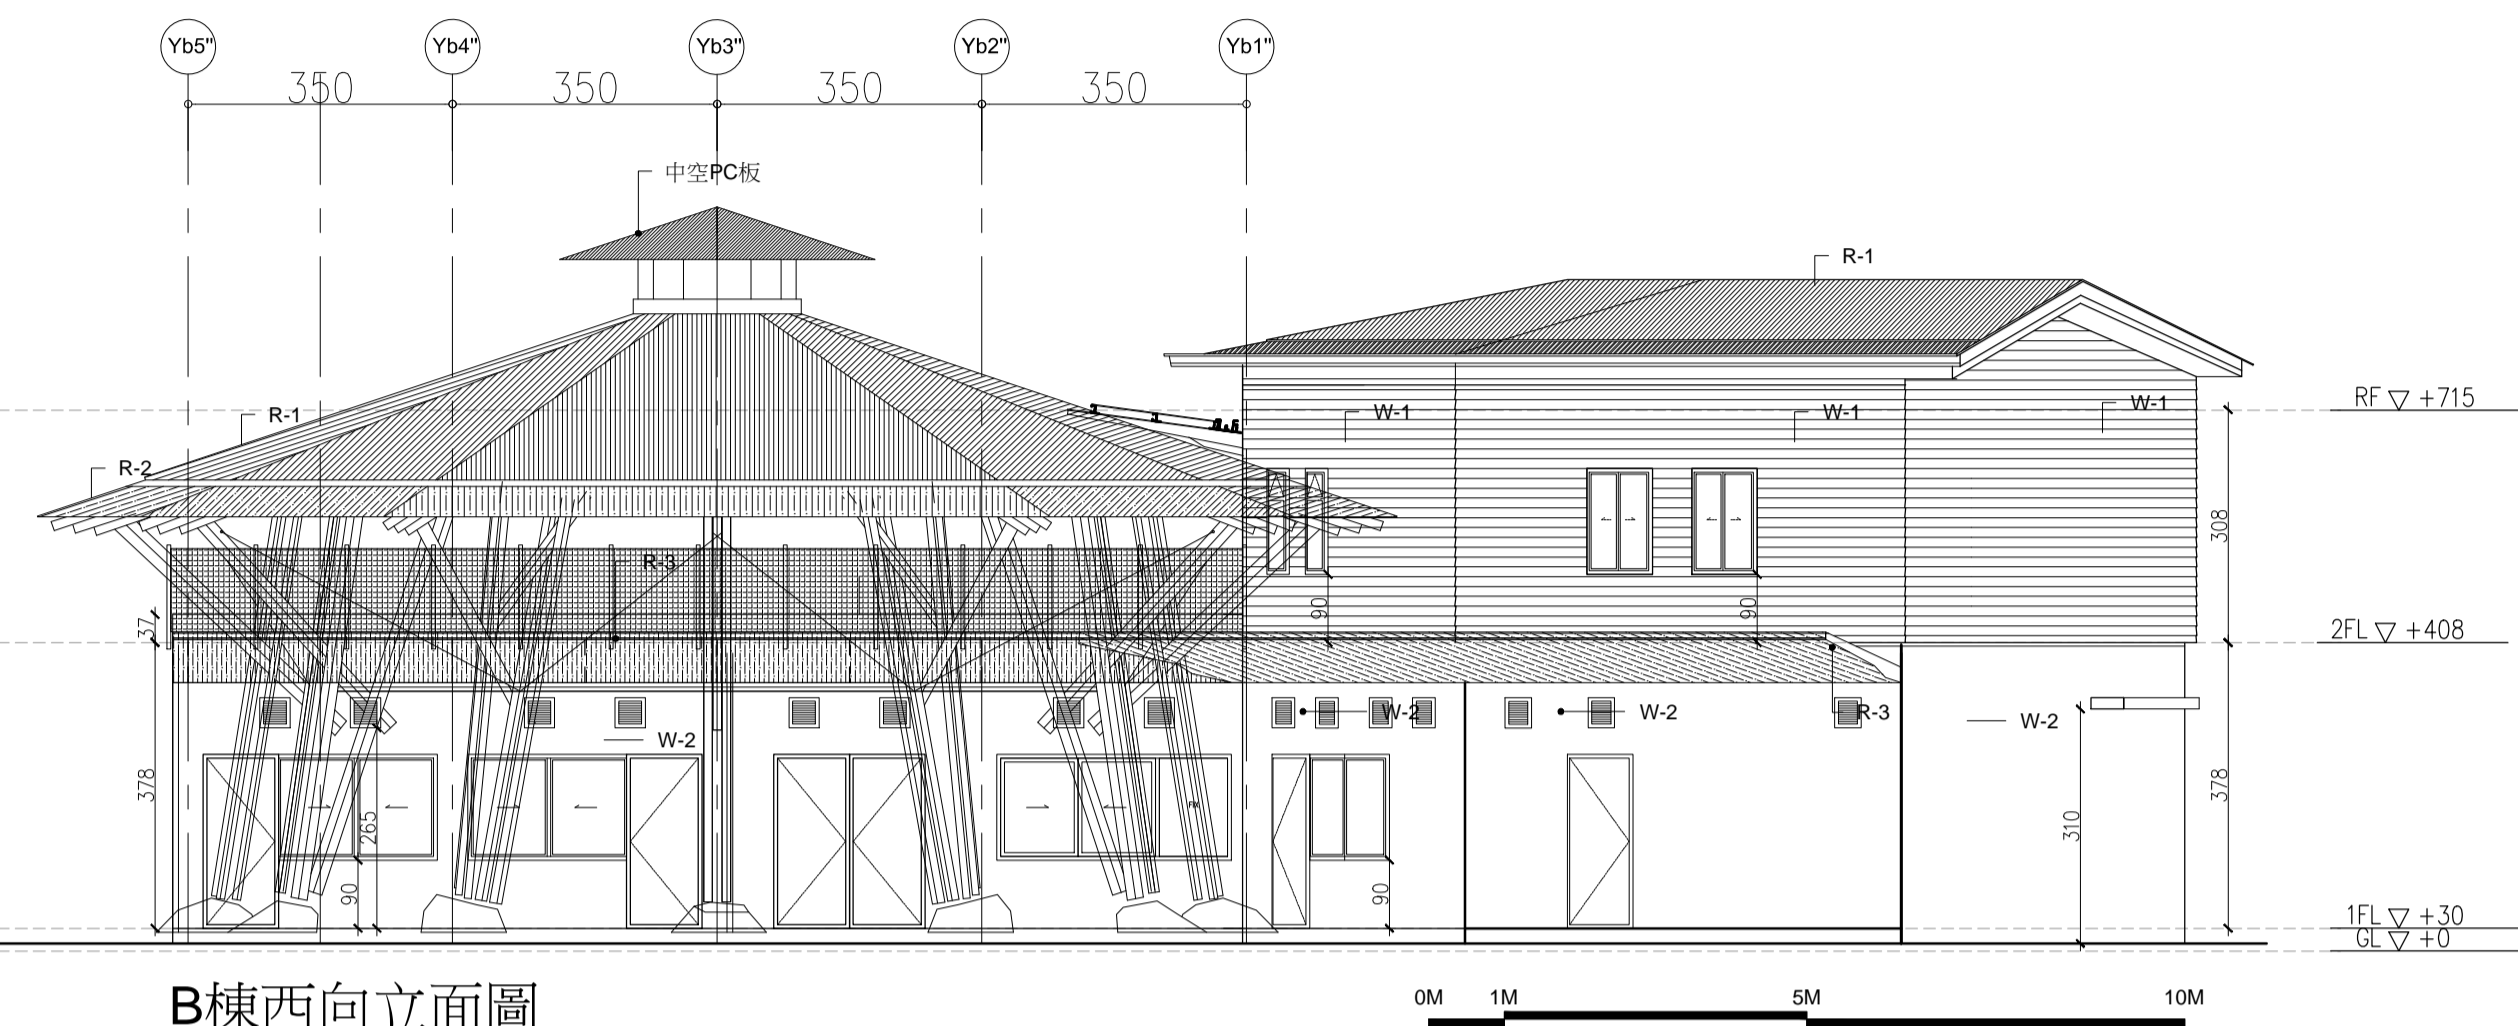 Yb5" Yb4" Yb3" Yb2" Yb1"
350 350 350 350
中空PC板
R-1
R-1
RF ▽ +715
W-1 W-1 W-1
R-2
308
R-3
90 90
37
2FL ▽ +408
W-2 W-2 R-3 W-2
W-2
378 378
265 310
FIX
90 90
1FL ▽ +30
GL ▽ +0
B棟西向立面圖
0M 1M 5M 10M